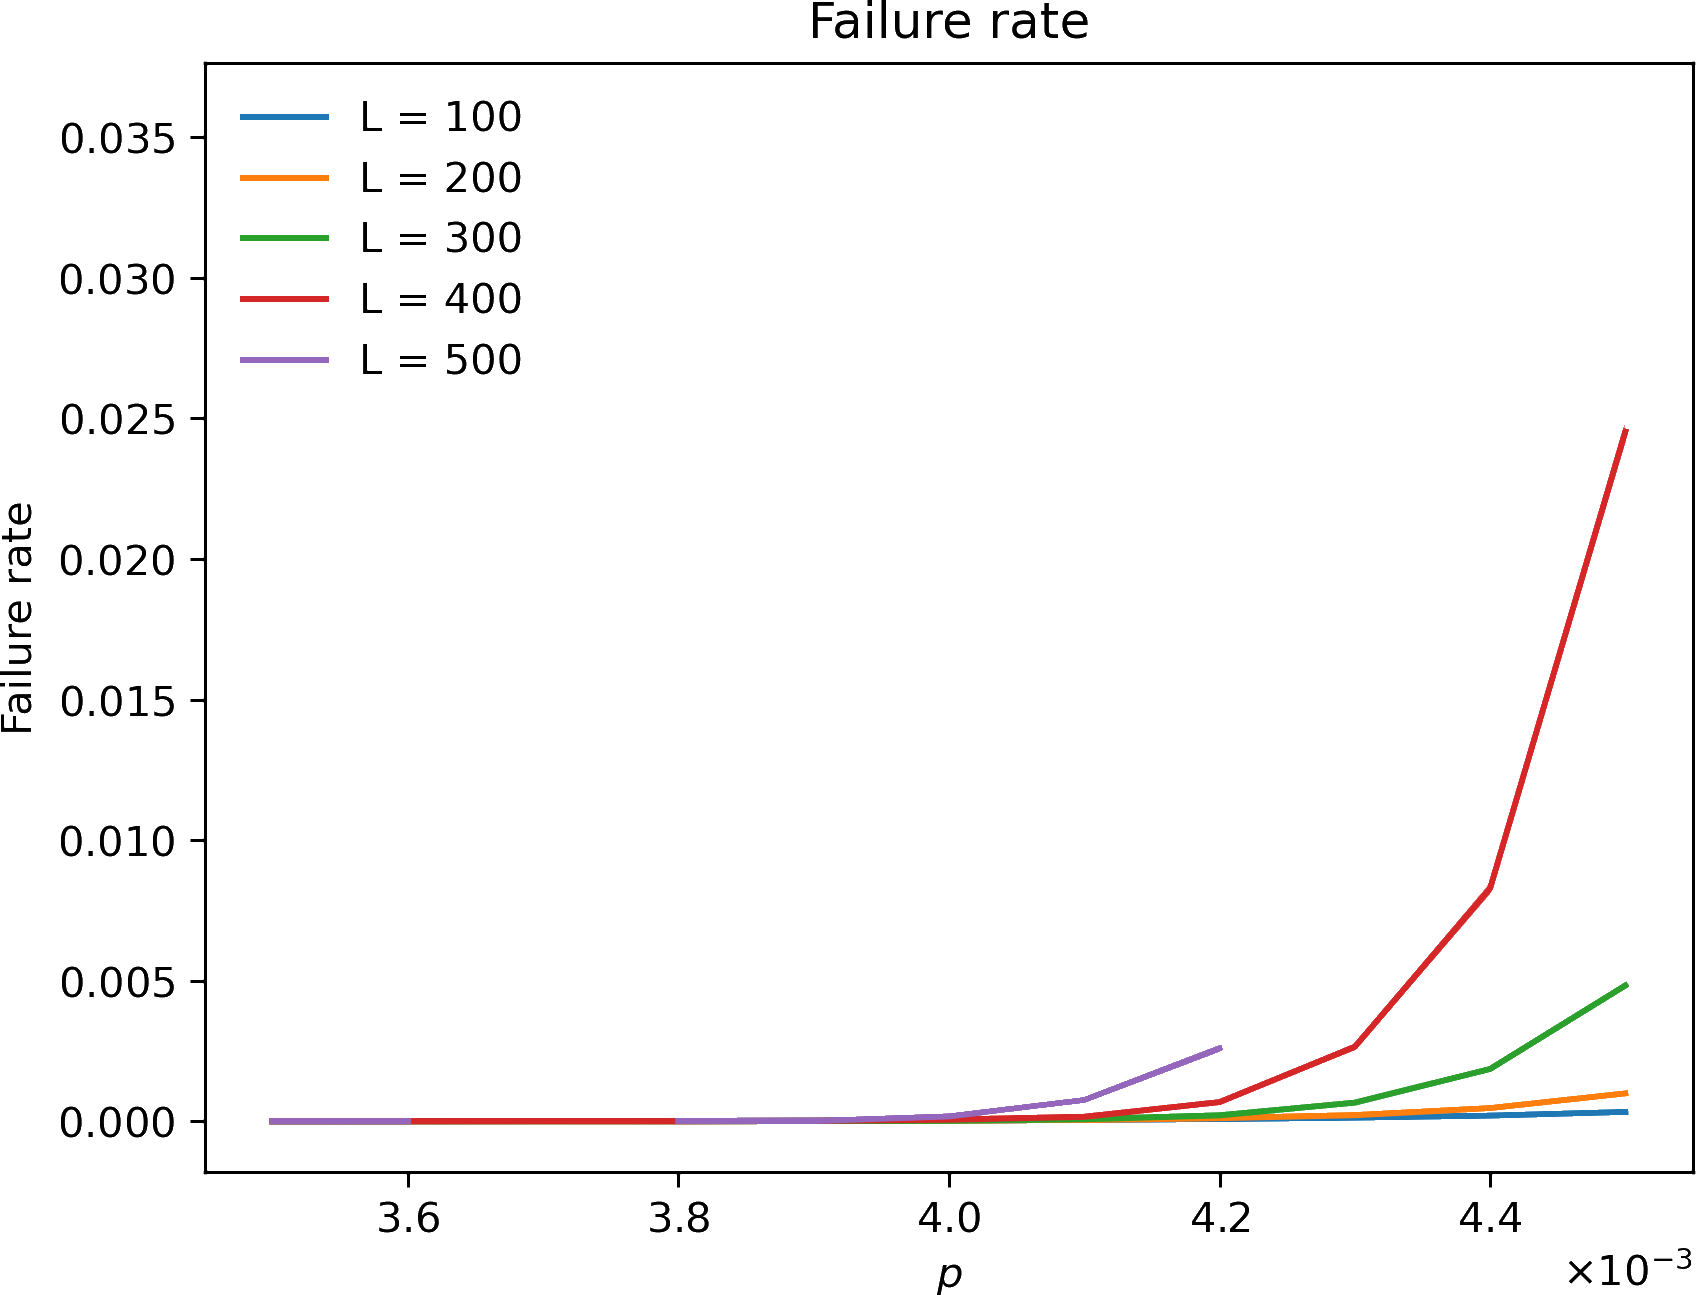 Failure rate
L = 100
L = 200
L = 300
L = 400
L = 500
Failure rate
0.035
0.030
0.025
0.020
0.015
0.010
0.005
0.000
3.6 3.8 4.0 4.2 4.4
×10⁻³
p